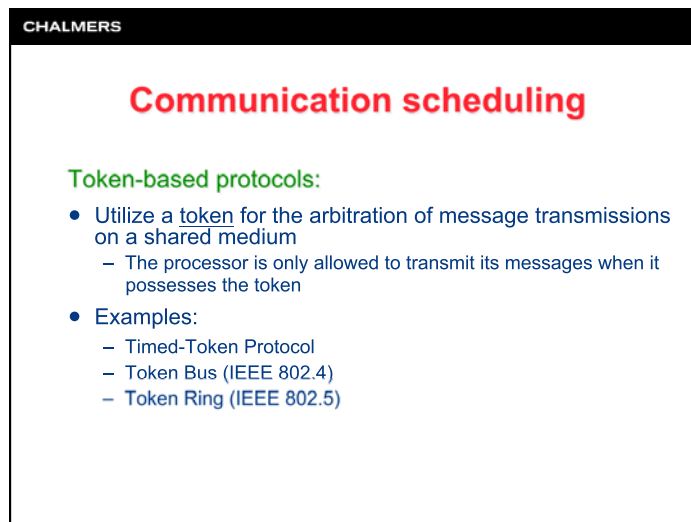 CHALMERS
Communication scheduling
Token-based protocols:
● Utilize a token for the arbitration of message transmissions
on a shared medium
– The processor is only allowed to transmit its messages when it
possesses the token
● Examples:
– Timed-Token Protocol
– Token Bus (IEEE 802.4)
– Token Ring (IEEE 802.5)